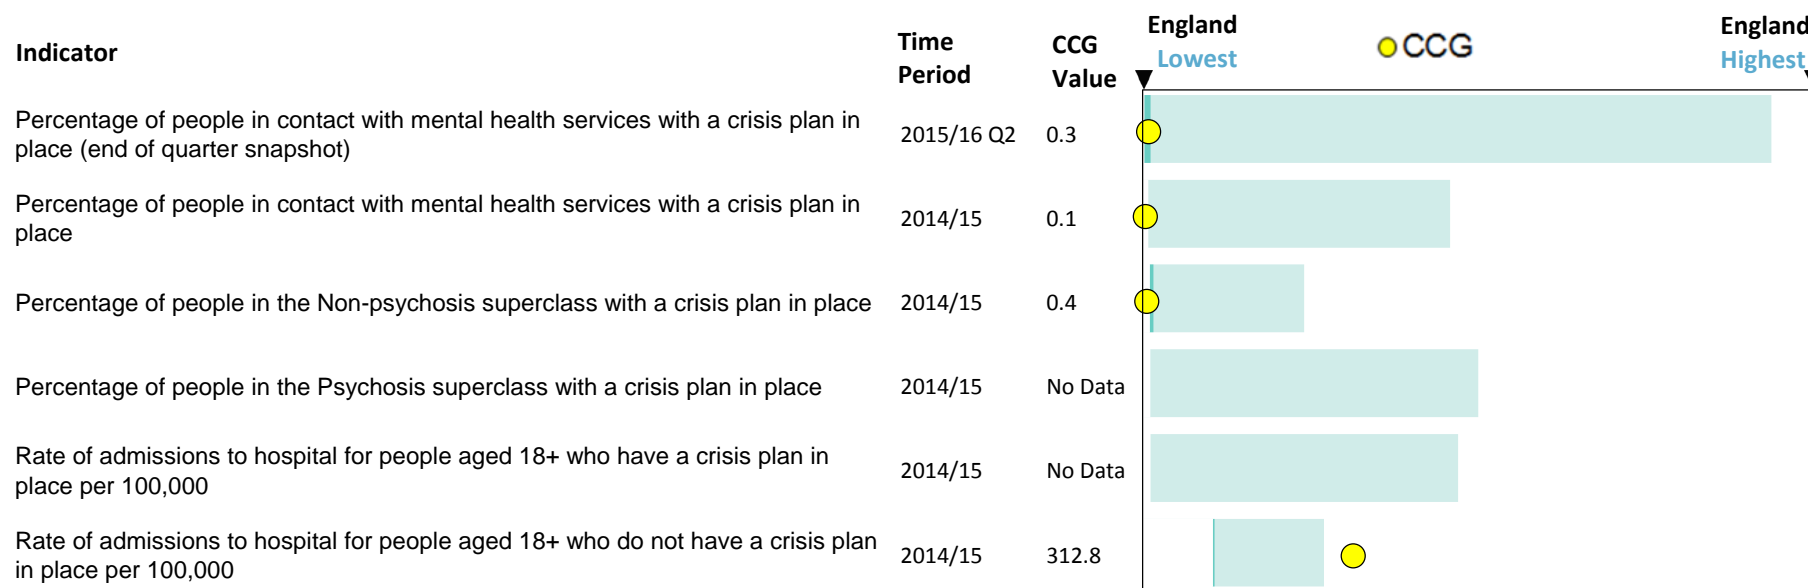 Indicator
Time
Period
CCG
Value
England
Lowest
CCG
England
Highest
Percentage of people in contact with mental health services with a crisis plan in
place (end of quarter snapshot)
2015/16 Q2
0.3
Percentage of people in contact with mental health services with a crisis plan in
place
2014/15
0.1
Percentage of people in the Non-psychosis superclass with a crisis plan in place
2014/15
0.4
Percentage of people in the Psychosis superclass with a crisis plan in place
2014/15
No Data
Rate of admissions to hospital for people aged 18+ who have a crisis plan in
place per 100,000
2014/15
No Data
Rate of admissions to hospital for people aged 18+ who do not have a crisis plan
in place per 100,000
2014/15
312.8